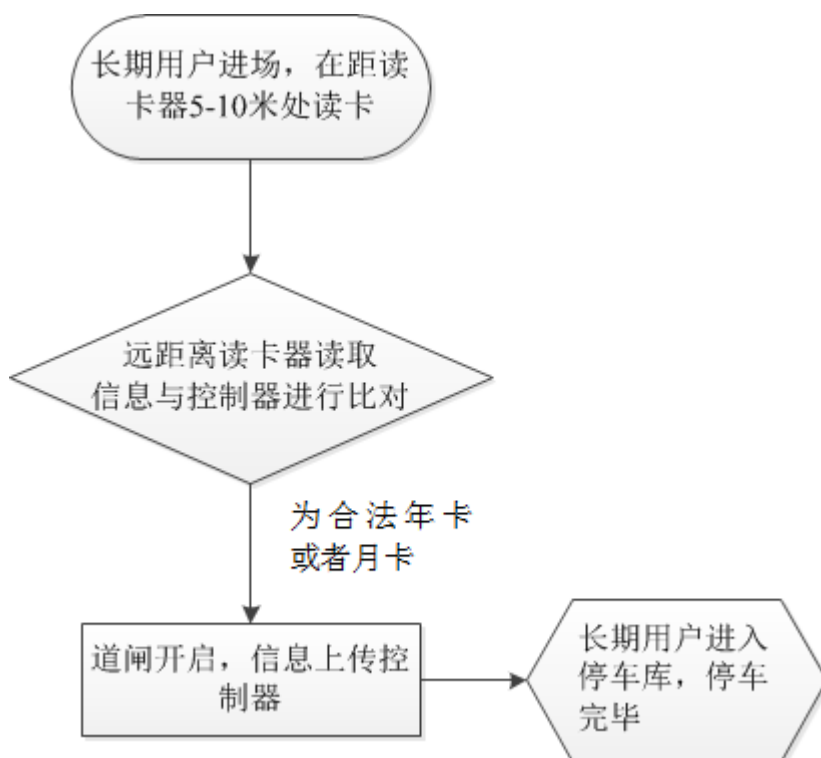 长期用户进场，在距读
卡器5-10米处读卡
远距离读卡器读取
信息与控制器进行比对
为合法年卡
或者月卡
道闸开启，信息上传控
制器
长期用户进入
停车库，停车
完毕